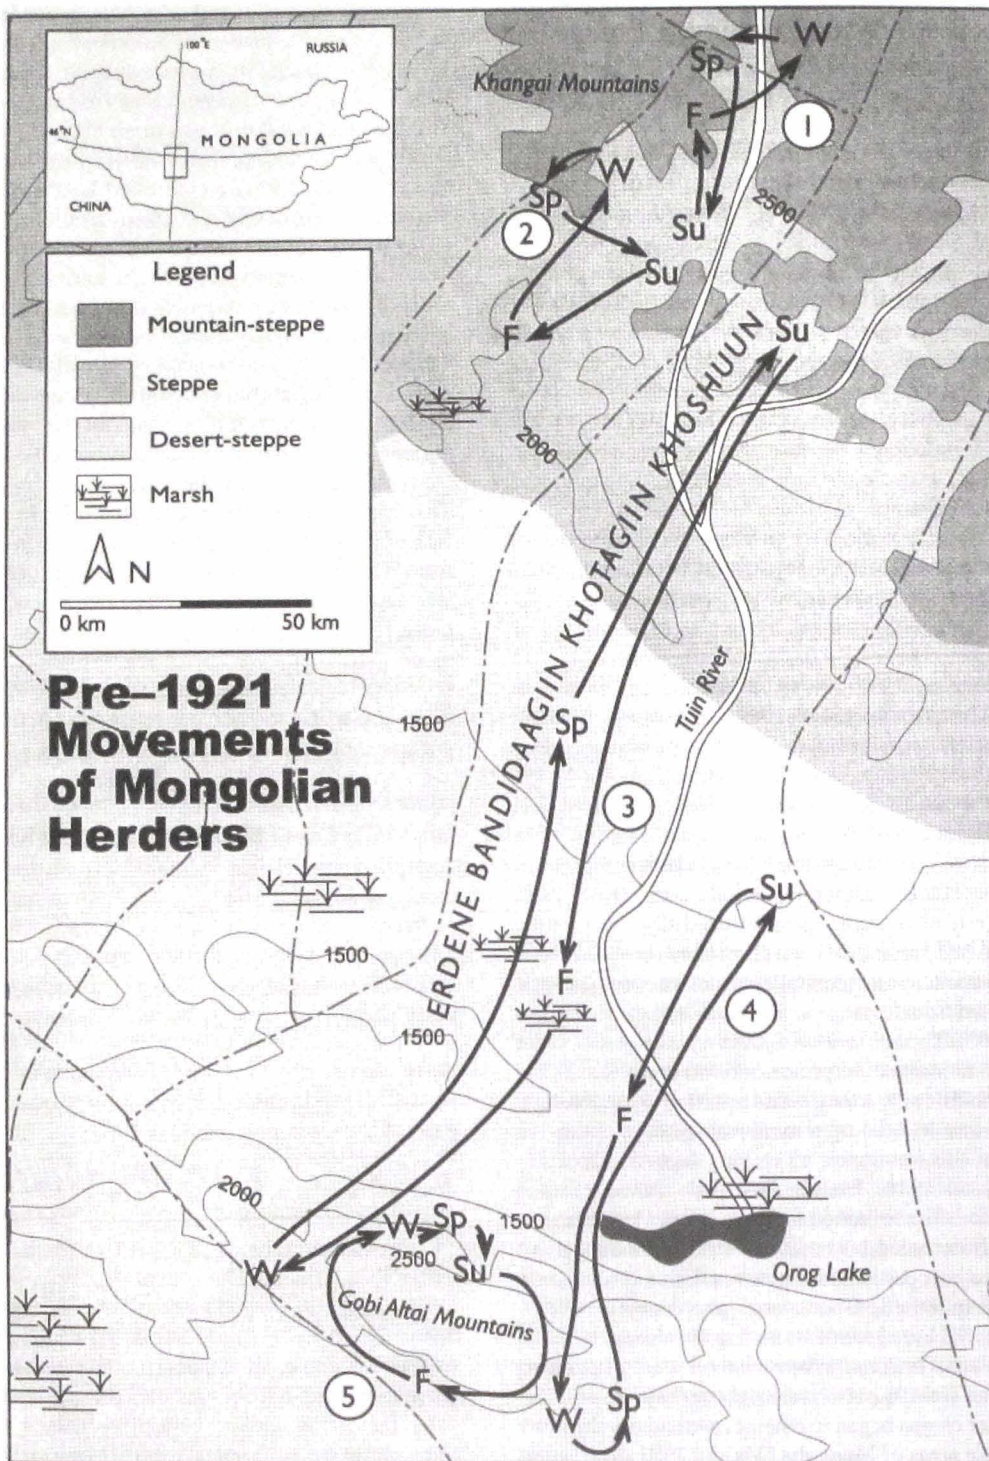 100°E
RUSSIA
46°N
MONGOLIA
CHINA
Legend
Mountain-steppe
Steppe
Desert-steppe
Marsh
N
0 km
50 km
Pre–1921
Movements
of Mongolian
Herders
Khangai Mountains
Sp
W
F
1
Su
2500
W
Sp
2
Su
F
Su
2000
ERDENE BANDIDAAGIIN KHOTAGIIN KHOSHUUN
Tuin River
1500
Sp
3
Su
1500
F
4
1500
F
2000
W
W
Sp
1500
2500
Su
Orog Lake
Gobi Altai Mountains
5
F
W
Sp